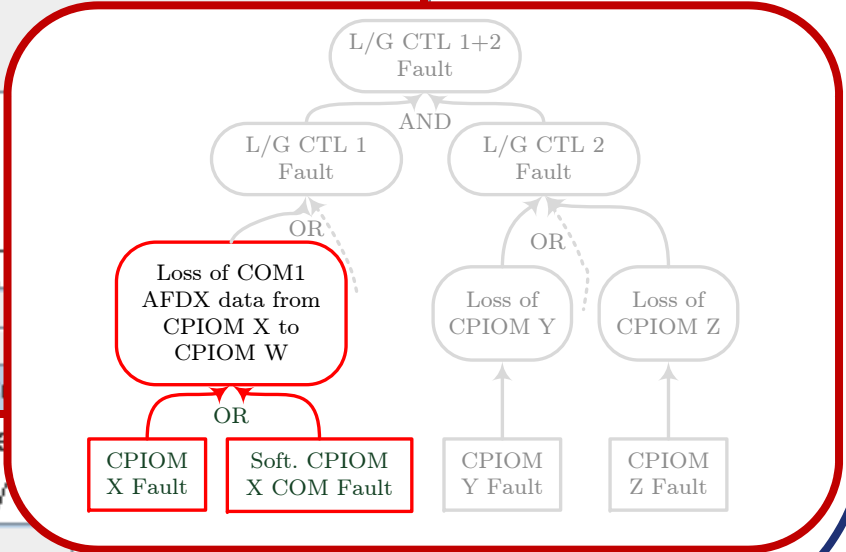 L/G CTL 1+2
Fault
AND
L/G CTL 1
Fault
L/G CTL 2
Fault
OR
OR
Loss of COM1
AFDX data from
CPIOM X to
CPIOM W
Loss of
CPIOM Y
Loss of
CPIOM Z
OR
CPIOM
X Fault
Soft. CPIOM
X COM Fault
CPIOM
Y Fault
CPIOM
Z Fault